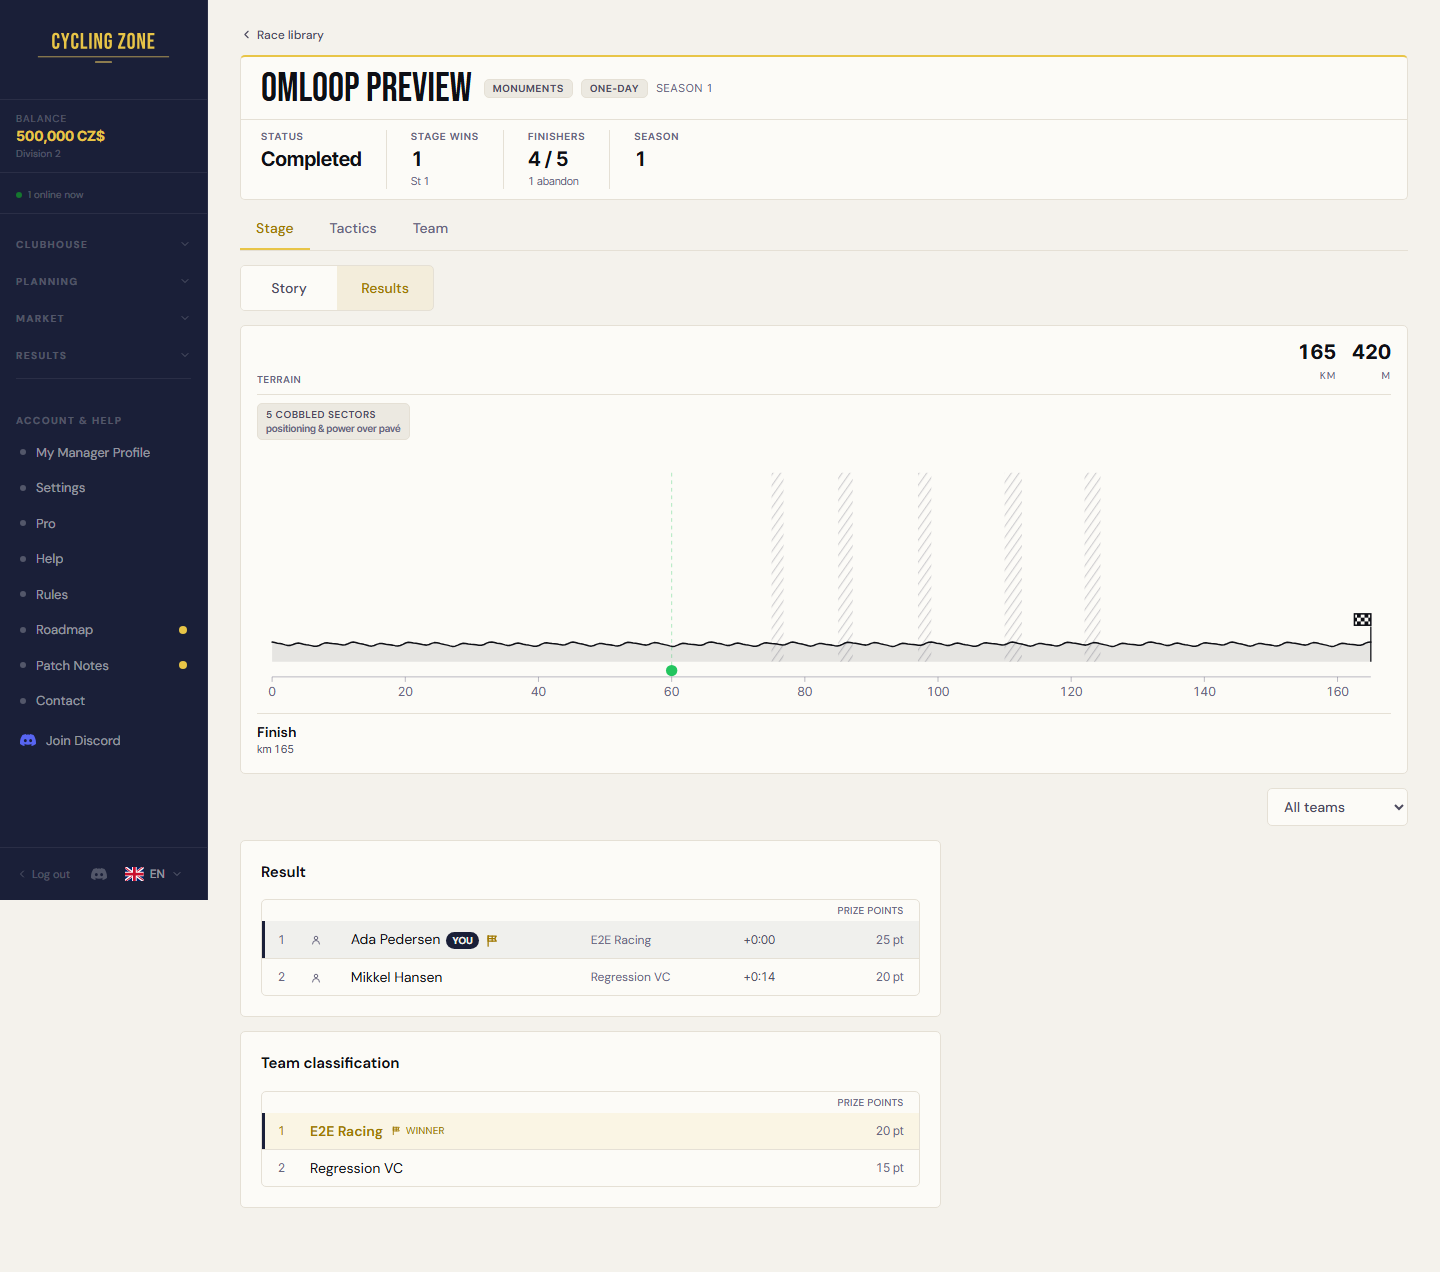 CYCLING ZONE
BALANCE
500,000 CZ$
Division 2
1 online now
CLUBHOUSE
PLANNING
MARKET
RESULTS
ACCOUNT & HELP
My Manager Profile
Settings
Pro
Help
Rules
Roadmap
Patch Notes
Contact
Join Discord
Log out
EN
Race library
OMLOOP PREVIEW MONUMENTS ONE-DAY SEASON 1
STATUS
Completed
STAGE WINS
1
St 1
FINISHERS
4 / 5
1 abandon
SEASON
1
Stage Tactics Team
Story Results
165 420
KM M
TERRAIN
5 COBBLED SECTORS
positioning & power over pavé
0 20 40 60 80 100 120 140 160
Finish
km 165
All teams
Result
PRIZE POINTS
1 Ada Pedersen YOU E2E Racing +0:00 25 pt
2 Mikkel Hansen Regression VC +0:14 20 pt
Team classification
PRIZE POINTS
1 E2E Racing WINNER 20 pt
2 Regression VC 15 pt